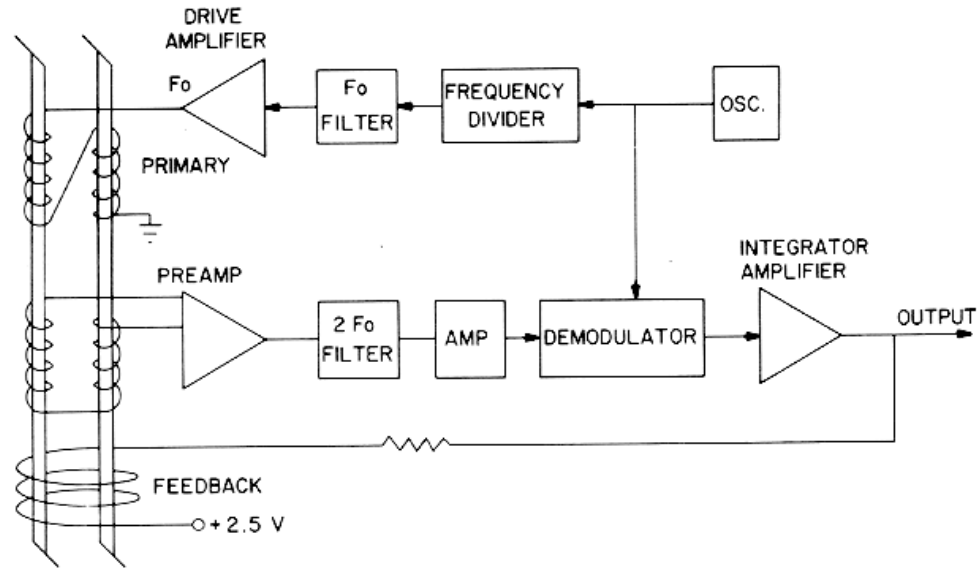 DRIVE
AMPLIFIER
Fo
Fo
FILTER
FREQUENCY
DIVIDER
OSC.
PRIMARY
INTEGRATOR
AMPLIFIER
PREAMP
2 Fo
FILTER
AMP
DEMODULATOR
OUTPUT
FEEDBACK
+ 2.5 V